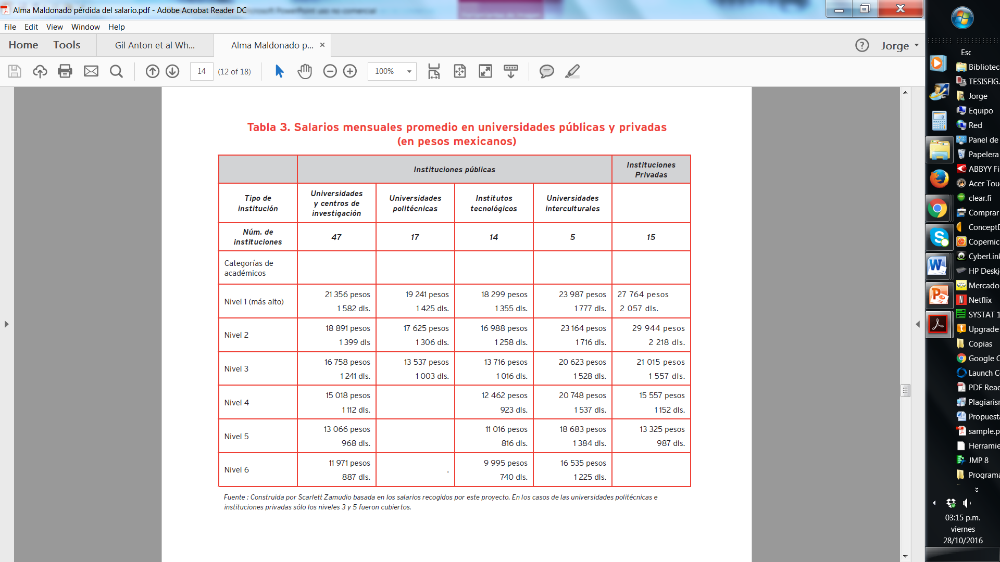 Alma Maldonado pérdida del salario.pdf - Adobe Acrobat Reader DC
File Edit View Window Help
Home Tools Gil Anton et al Wh... Alma Maldonado p... × Jorge
14 (12 of 18) 100%
Tabla 3. Salarios mensuales promedio en universidades públicas y privadas
(en pesos mexicanos)
Instituciones públicas
Instituciones
Privadas
Tipo de
institución
Universidades
y centros de
investigación
Universidades
politécnicas
Institutos
tecnológicos
Universidades
interculturales
Núm. de
instituciones
47 17 14 5 15
Categorías de
académicos
Nivel 1 (más alto)
21 356 pesos 19 241 pesos 18 299 pesos 23 987 pesos 27 764 pesos
1 582 dls. 1 425 dls. 1 355 dls. 1 777 dls. 2 057 dls.
Nivel 2
18 891 pesos 17 625 pesos 16 988 pesos 23 164 pesos 29 944 pesos
1 399 dls 1 306 dls. 1 258 dls. 1 716 dls. 2 218 dls.
Nivel 3
16 758 pesos 13 537 pesos 13 716 pesos 20 623 pesos 21 015 pesos
1 241 dls. 1 003 dls. 1 016 dls. 1 528 dls. 1 557 dls.
Nivel 4
15 018 pesos 12 462 pesos 20 748 pesos 15 557 pesos
1 112 dls. 923 dls. 1 537 dls. 1 152 dls.
Nivel 5
13 066 pesos 11 016 pesos 18 683 pesos 13 325 pesos
968 dls. 816 dls. 1 384 dls. 987 dls.
Nivel 6
11 971 pesos . 9 995 pesos 16 535 pesos
887 dls. 740 dls. 1 225 dls.
Fuente : Construida por Scarlett Zamudio basada en los salarios recogidos por este proyecto. En los casos de las universidades politécnicas e
instituciones privadas sólo los niveles 3 y 5 fueron cubiertos.
Esc
Biblioteca
TESISFIG.
Jorge
Equipo
Red
Panel de
Papelera
ABBYY Fi
Acer Tou
clear.fi
Comprar
ConceptD
Copernic
CyberLink
HP Deskj
Mercado
Netflix
SYSTAT 1
Upgrade
Copias
Google C
Launch Co
PDF Read
Plagiarism
Propuesta
sample.p
Herramie
JMP 8
Programa
03:15 p.m.
viernes
28/10/2016